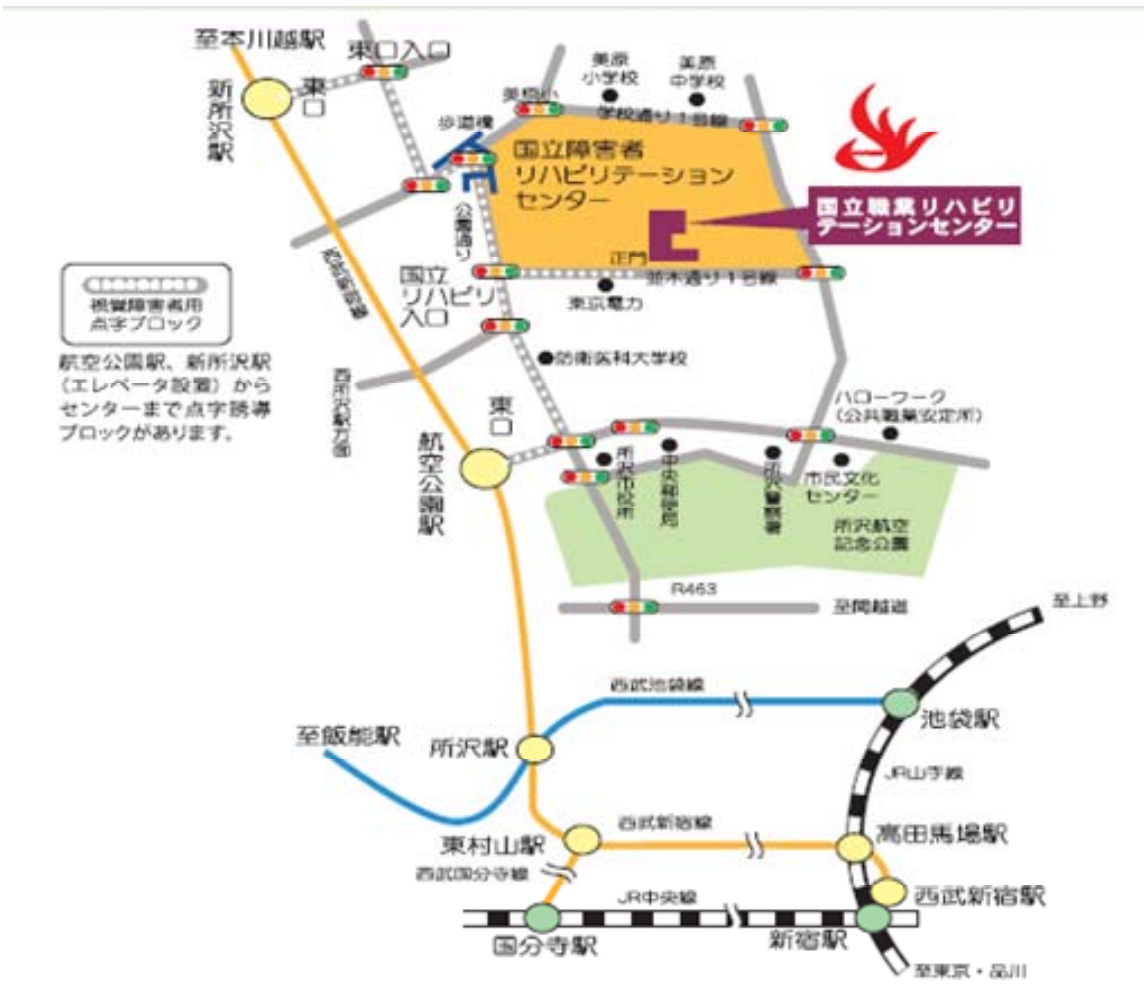 至本川越駅
東口入口
東口
新所沢駅
美原小
美原
小学校
美原
中学校
学校通り1号線
歩道橋
国立障害者
リハビリテーション
センター
国立職業リハビリ
テーションセンター
公園通り
正門
並木通り1号線
国立
リハビリ
入口
東京電力
視覚障害者用
点字ブロック
航空公園駅、新所沢駅
(エレベータ設置)から
センターまで点字誘導
ブロックがあります。
防衛医科大学校
西所沢駅方面
東口
航空公園駅
ハローワーク
(公共職業安定所)
所沢市役所
中央郵便局
所沢警察署
市民文化
センター
所沢航空
記念公園
R463
至関越道
至上野
西武池袋線
池袋駅
至飯能駅
所沢駅
JR山手線
西武新宿線
高田馬場駅
東村山駅
西武国分寺線
西武新宿駅
JR中央線
国分寺駅
新宿駅
至東京・品川